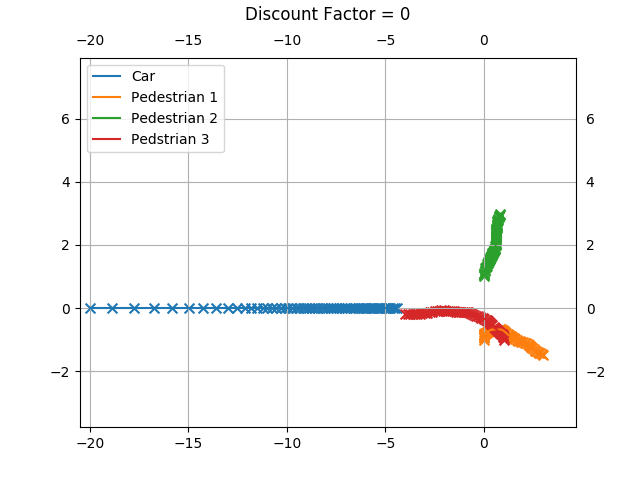 Discount Factor = 0
−20 −15 −10 −5 0
Car
Pedestrian 1
Pedestrian 2
Pedstrian 3
6 6
4 4
2 2
0 0
−2 −2
−20 −15 −10 −5 0